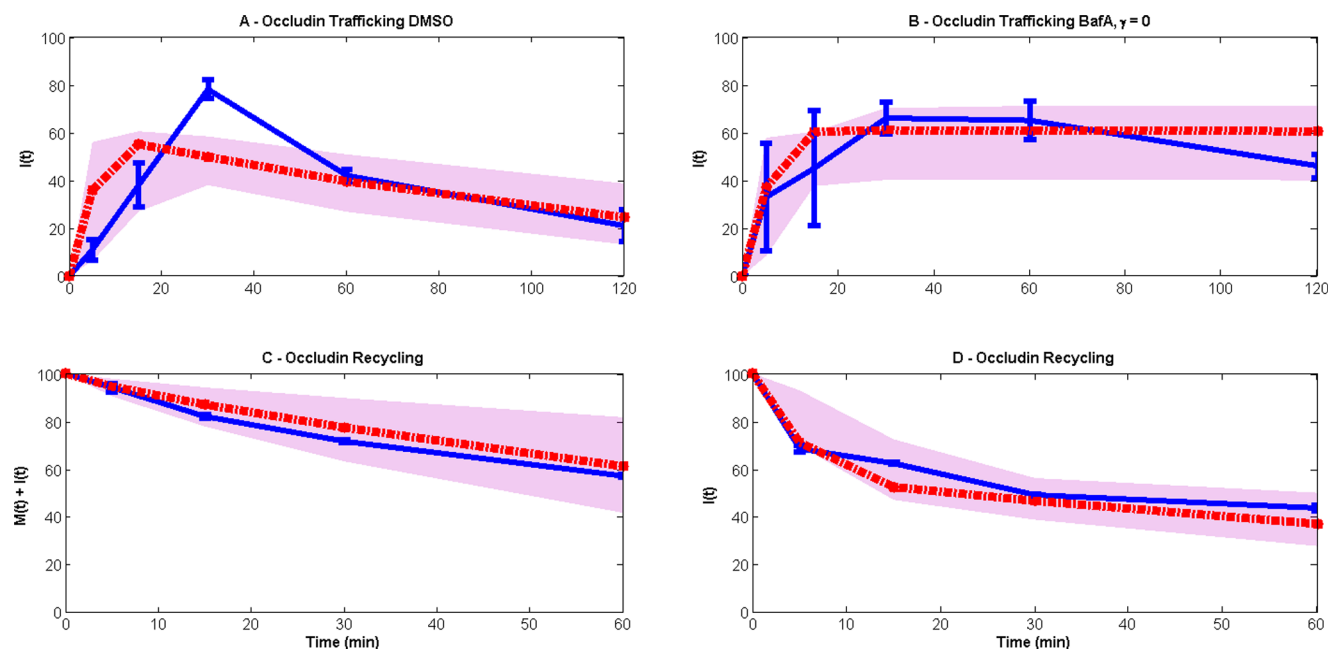 A - Occludin Trafficking DMSO
I(t)
100
80
60
40
20
0
0 20 40 60 80 100 120
B - Occludin Trafficking BafA, γ = 0
I(t)
100
80
60
40
20
0
0 20 40 60 80 100 120
C - Occludin Recycling
M(t) + I(t)
100
80
60
40
20
0
0 10 20 30 40 50 60
Time (min)
D - Occludin Recycling
I(t)
100
80
60
40
20
0
0 10 20 30 40 50 60
Time (min)